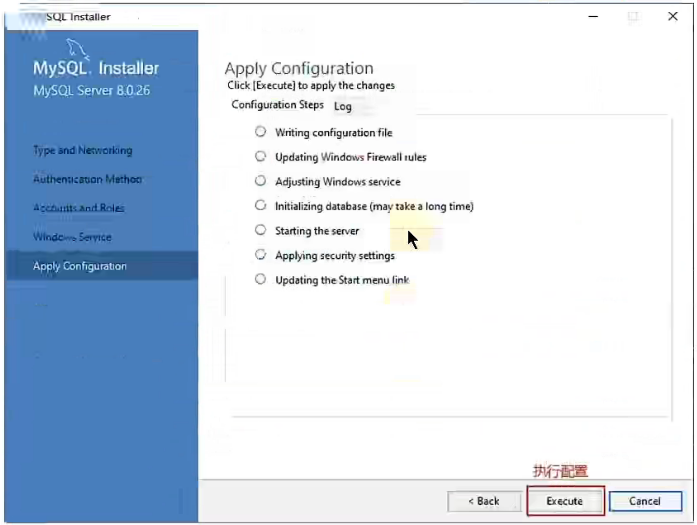 SQL Installer
MySQL. Installer
MySQL Server 8.0.26
Type and Networking
Authentication Method
Accounts and Roles
Windows Service
Apply Configuration
Apply Configuration
Click [Execute] to apply the changes
Configuration Steps Log
Writing configuration file
Updating Windows Firewall rules
Adjusting Windows service
Initializing database (may take a long time)
Starting the server
Applying security settings
Updating the Start menu link
执行配置
< Back Execute Cancel